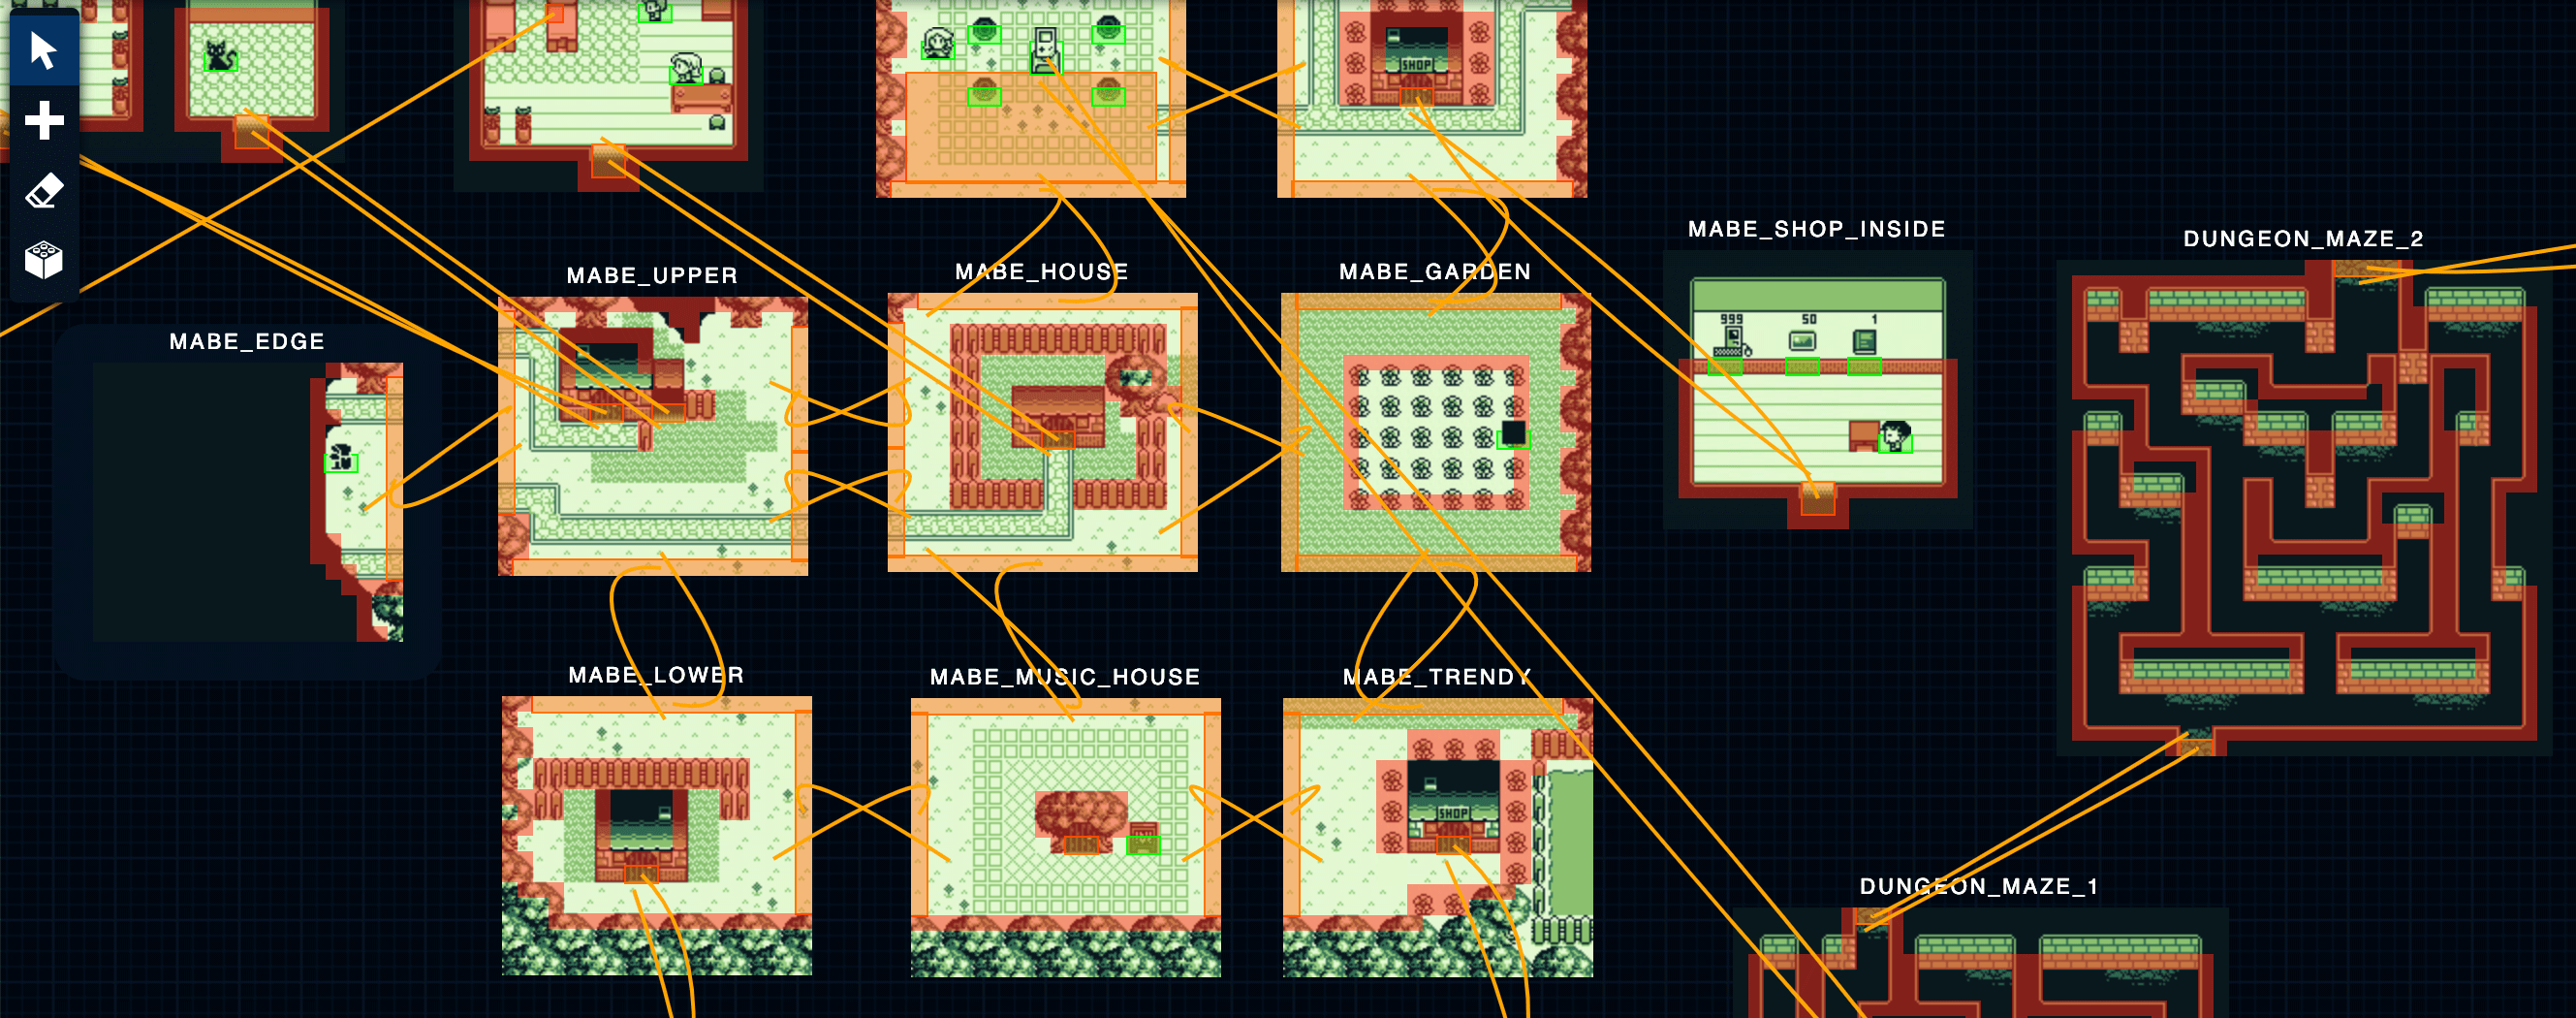 SHOP
MABE_SHOP_INSIDE
DUNGEON_MAZE_2
MABE_UPPER
MABE_HOUSE
MABE_GARDEN
999 50 1
MABE_EDGE
MABE_LOWER
MABE_MUSIC_HOUSE
MABE_TRENDY
SHOP
DUNGEON_MAZE_1